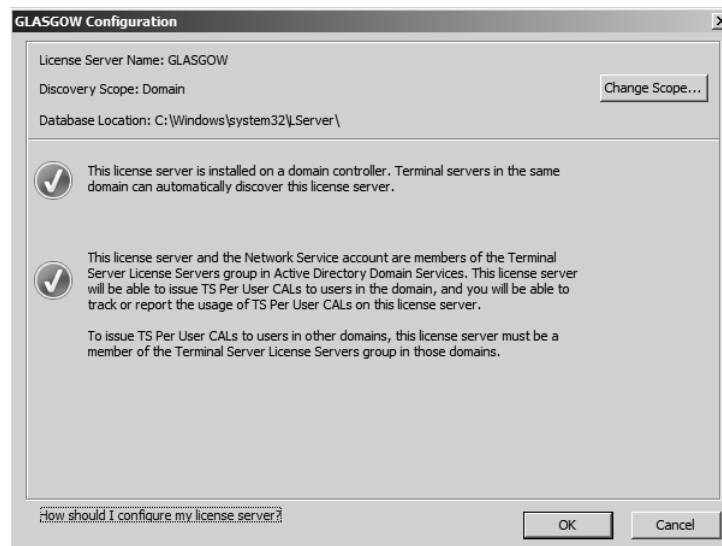 GLASGOW Configuration
License Server Name: GLASGOW
Discovery Scope: Domain
Change Scope...
Database Location: C:\Windows\system32\LServer\
This license server is installed on a domain controller. Terminal servers in the same
domain can automatically discover this license server.
This license server and the Network Service account are members of the Terminal
Server License Servers group in Active Directory Domain Services. This license server
will be able to issue TS Per User CALs to users in the domain, and you will be able to
track or report the usage of TS Per User CALs on this license server.
To issue TS Per User CALs to users in other domains, this license server must be a
member of the Terminal Server License Servers group in those domains.
How should I configure my license server?
OK
Cancel